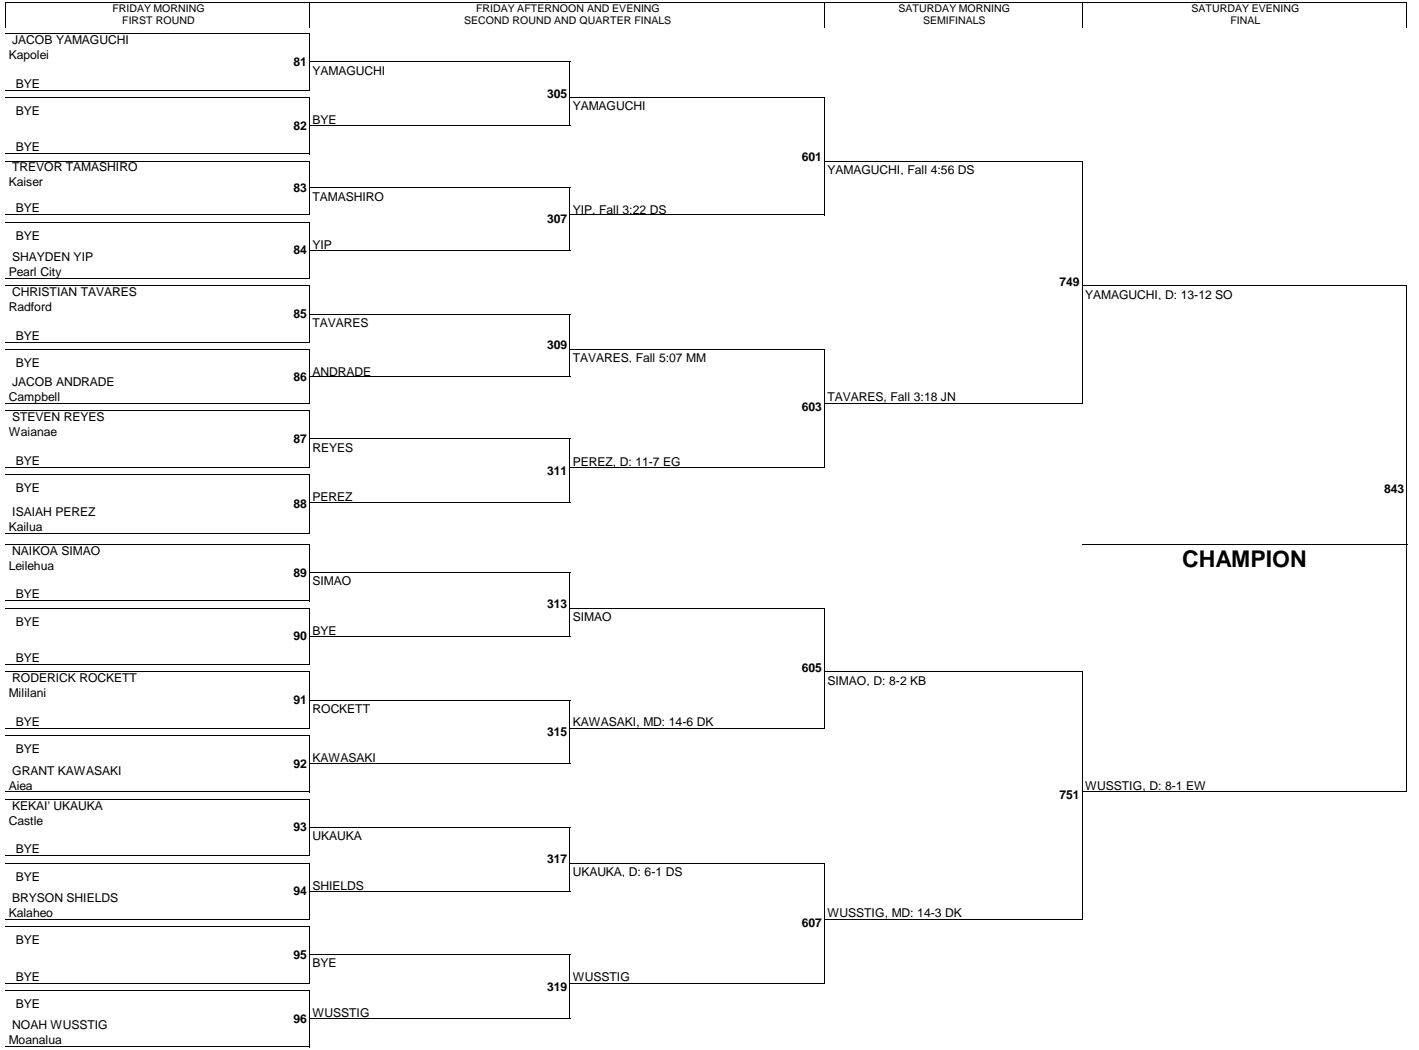 FRIDAY MORNING
FIRST ROUND
FRIDAY AFTERNOON AND EVENING
SECOND ROUND AND QUARTER FINALS
SATURDAY MORNING
SEMIFINALS
SATURDAY EVENING
FINAL
JACOB YAMAGUCHI
Kapolei
81
BYE
BYE
82
BYE
TREVOR TAMASHIRO
Kaiser
83
BYE
BYE
84
SHAYDEN YIP
Pearl City
CHRISTIAN TAVARES
Radford
85
BYE
BYE
86
JACOB ANDRADE
Campbell
STEVEN REYES
Waianae
87
BYE
BYE
88
ISAIAH PEREZ
Kailua
NAIKOA SIMAO
Leilehua
89
BYE
BYE
90
BYE
RODERICK ROCKETT
Mililani
91
BYE
BYE
92
GRANT KAWASAKI
Aiea
KEKAI' UKAUKA
Castle
93
BYE
BYE
94
BRYSON SHIELDS
Kalaheo
BYE
95
BYE
BYE
96
NOAH WUSSTIG
Moanalua
YAMAGUCHI
305
BYE
TAMASHIRO
307
YIP
TAVARES
309
ANDRADE
REYES
311
PEREZ
SIMAO
313
BYE
ROCKETT
315
KAWASAKI
UKAUKA
317
SHIELDS
BYE
319
WUSSTIG
YAMAGUCHI
601
YIP, Fall 3:22 DS
TAVARES, Fall 5:07 MM
603
PEREZ, D: 11-7 EG
SIMAO
605
KAWASAKI, MD: 14-6 DK
UKAUKA, D: 6-1 DS
607
WUSSTIG
YAMAGUCHI, Fall 4:56 DS
749
TAVARES, Fall 3:18 JN
SIMAO, D: 8-2 KB
751
WUSSTIG, MD: 14-3 DK
YAMAGUCHI, D: 13-12 SO
843
CHAMPION
WUSSTIG, D: 8-1 EW